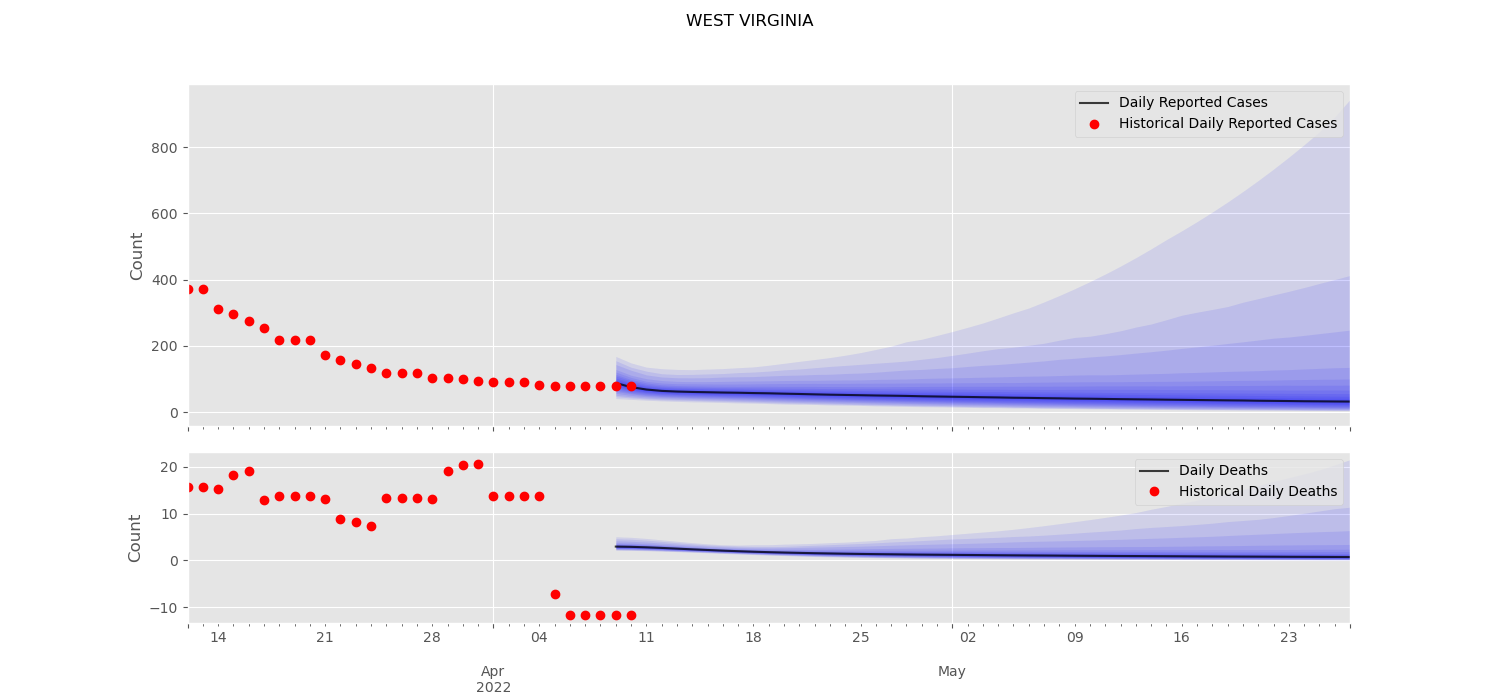 WEST VIRGINIA
Daily Reported Cases
Historical Daily Reported Cases
Count
800
600
400
200
0
Daily Deaths
Historical Daily Deaths
Count
20
10
0
−10
14 21 28 04 11 18 25 02 09 16 23
Apr May
2022